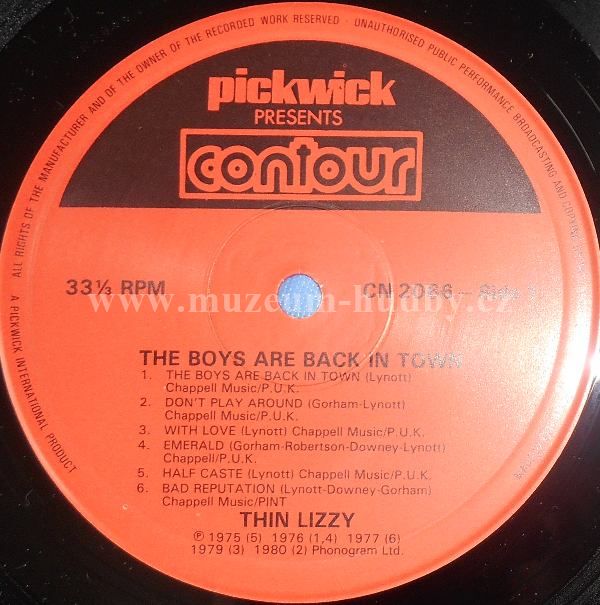 ALL RIGHTS OF THE MANUFACTURER AND OF THE OWNER OF THE RECORDED WORK RESERVED - UNAUTHORISED PUBLIC PERFORMANCE BROADCASTING AND COPYING
pickwick
PRESENTS
contour
33⅓ RPM
CN 2066 - Side 1
www.muzeum-hudby.cz
THE BOYS ARE BACK IN TOWN
1. THE BOYS ARE BACK IN TOWN (Lynott)
Chappell Music/P.U.K.
2. DON'T PLAY AROUND (Gorham-Lynott)
Chappell Music/P.U.K.
3. WITH LOVE (Lynott) Chappell Music/P.U.K.
4. EMERALD (Gorham-Robertson-Downey-Lynott)
Chappell/P.U.K.
5. HALF CASTE (Lynott) Chappell Music/P.U.K.
6. BAD REPUTATION (Lynott-Downey-Gorham)
Chappell Music/PINT
THIN LIZZY
℗ 1975 (5) 1976 (1,4) 1977 (6)
1979 (3) 1980 (2) Phonogram Ltd.
A PICKWICK INTERNATIONAL PRODUCT